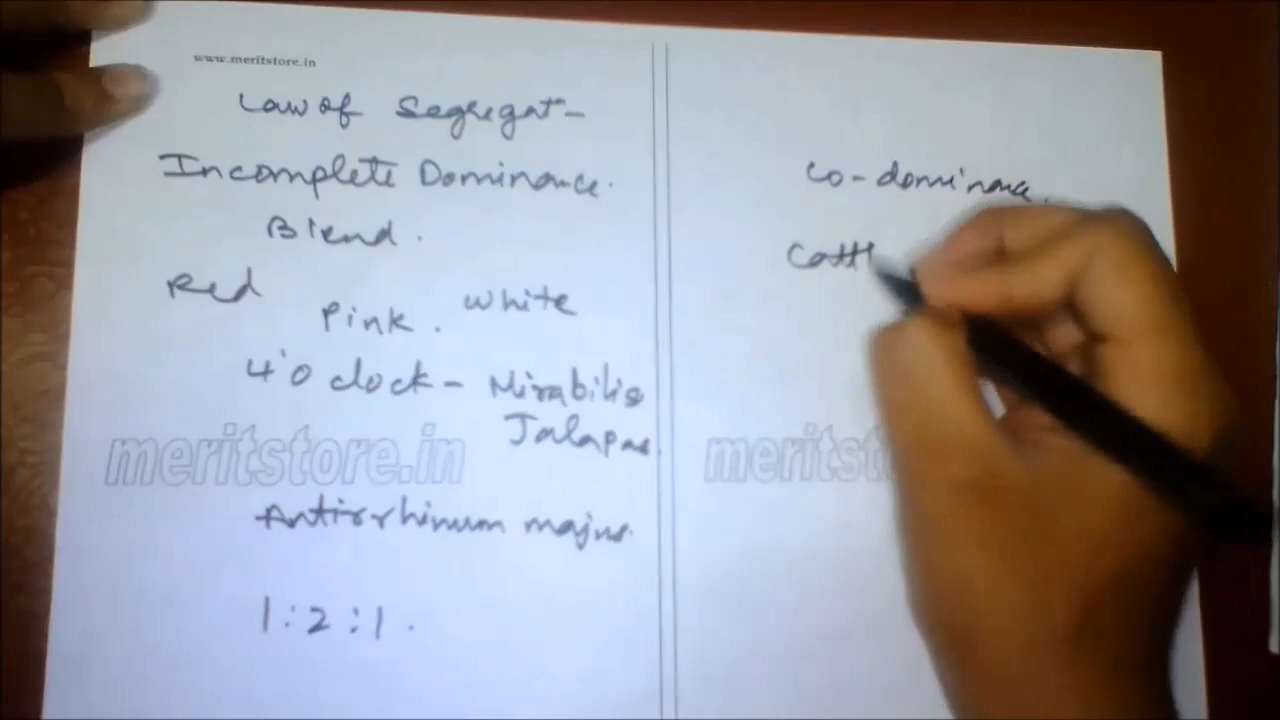 www.meritstore.in
Law of Segregat-
Incomplete Dominance.
Blend.
Red
Pink. white
4'o clock - Mirabilis
Jalapa.
meritstore.in
Antirrhinum majus.
1:2:1.
Co-dominance.
Cattl
meritst